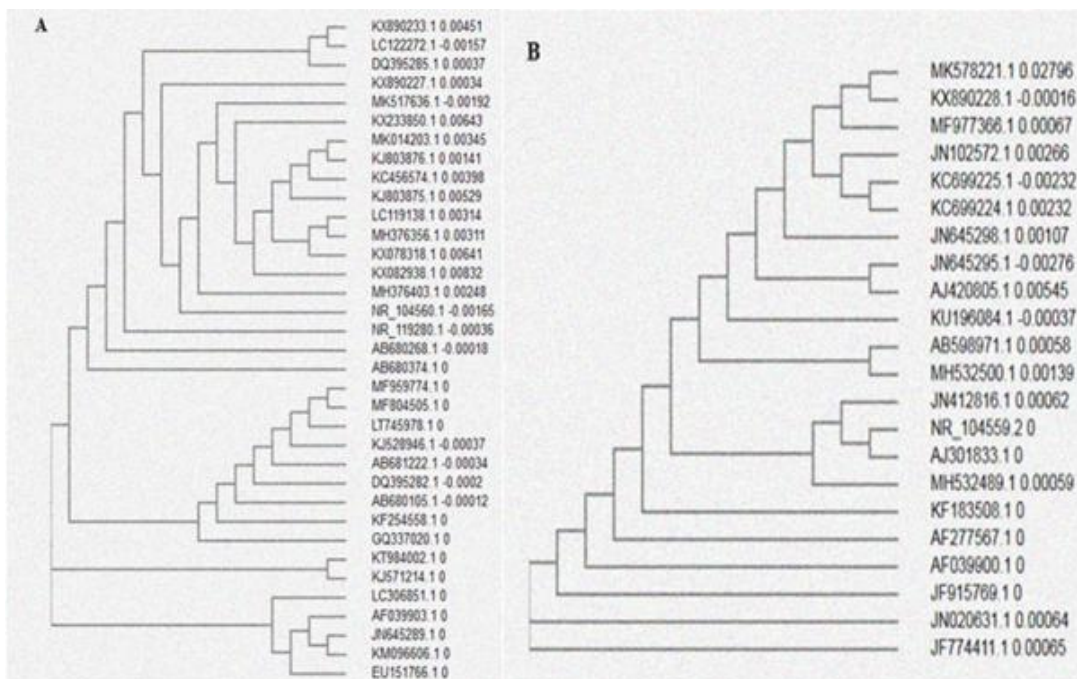 A
KX890233.1 0.00451
LC122272.1 -0.00157
DQ395285.1 0.00037
KX890227.1 0.00034
MK517636.1 -0.00192
KX233850.1 0.00643
MK014203.1 0.00345
KJ803876.1 0.00141
KC456574.1 0.00398
KJ803875.1 0.00529
LC119138.1 0.00314
MH376356.1 0.00311
KX078318.1 0.00641
KX082938.1 0.00832
MH376403.1 0.00248
NR_104560.1 -0.00165
NR_119280.1 -0.00036
AB680268.1 -0.00018
AB680374.1 0
MF959774.1 0
MF804505.1 0
LT745978.1 0
KJ528946.1 -0.00037
AB681222.1 -0.00034
DQ395282.1 -0.0002
AB680105.1 -0.00012
KF254558.1 0
GQ337020.1 0
KT984002.1 0
KJ571214.1 0
LC306851.1 0
AF039903.1 0
JN645289.1 0
KM096606.1 0
EU151766.1 0
B
MK578221.1 0.02796
KX890228.1 -0.00016
MF977366.1 0.00067
JN102572.1 0.00266
KC699225.1 -0.00232
KC699224.1 0.00232
JN645298.1 0.00107
JN645295.1 -0.00276
AJ420805.1 0.00545
KU196084.1 -0.00037
AB598971.1 0.00058
MH532500.1 0.00139
JN412816.1 0.00062
NR_104559.2 0
AJ301833.1 0
MH532489.1 0.00059
KF183508.1 0
AF277567.1 0
AF039900.1 0
JF915769.1 0
JN020631.1 0.00064
JF774411.1 0.00065